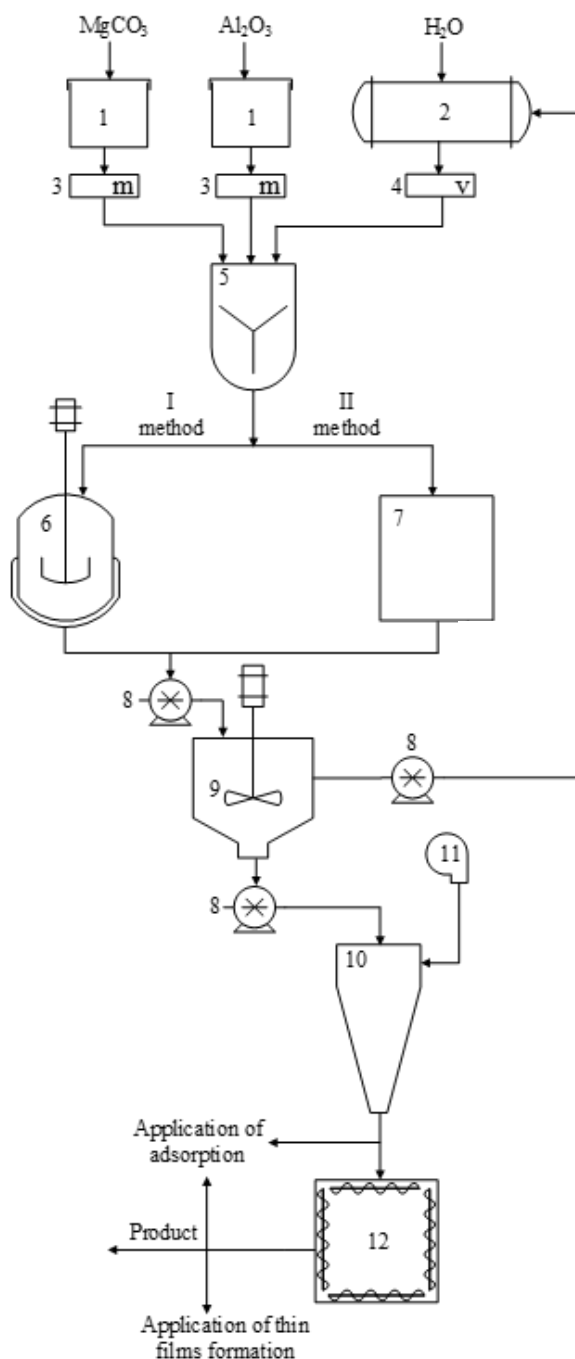 MgCO₃ Al₂O₃ H₂O
1 1 2
3 m 3 m 4 v
5
I
method
II
method
6 7
8
8
9
11
8
10
Application of
adsorption
Product
12
Application of thin
films formation